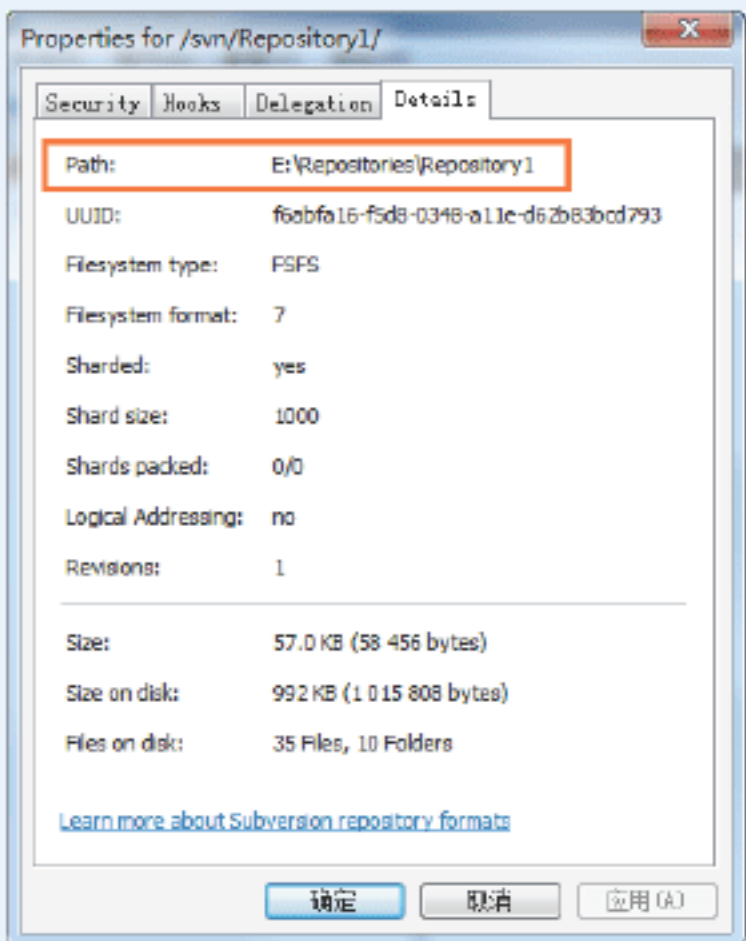 Properties for /svn/Repository1/
Security Hooks Delegation Details
Path: E:\Repositories\Repository1
UUID: f6abfa16-f5d8-0348-a11e-d62b83bcd793
Filesystem type: FSFS
Filesystem format: 7
Sharded: yes
Shard size: 1000
Shards packed: 0/0
Logical Addressing: no
Revisions: 1
Size: 57.0 KB (58 456 bytes)
Size on disk: 992 KB (1 015 808 bytes)
Files on disk: 35 Files, 10 Folders
Learn more about Subversion repository formats
确定 取消 应用(A)